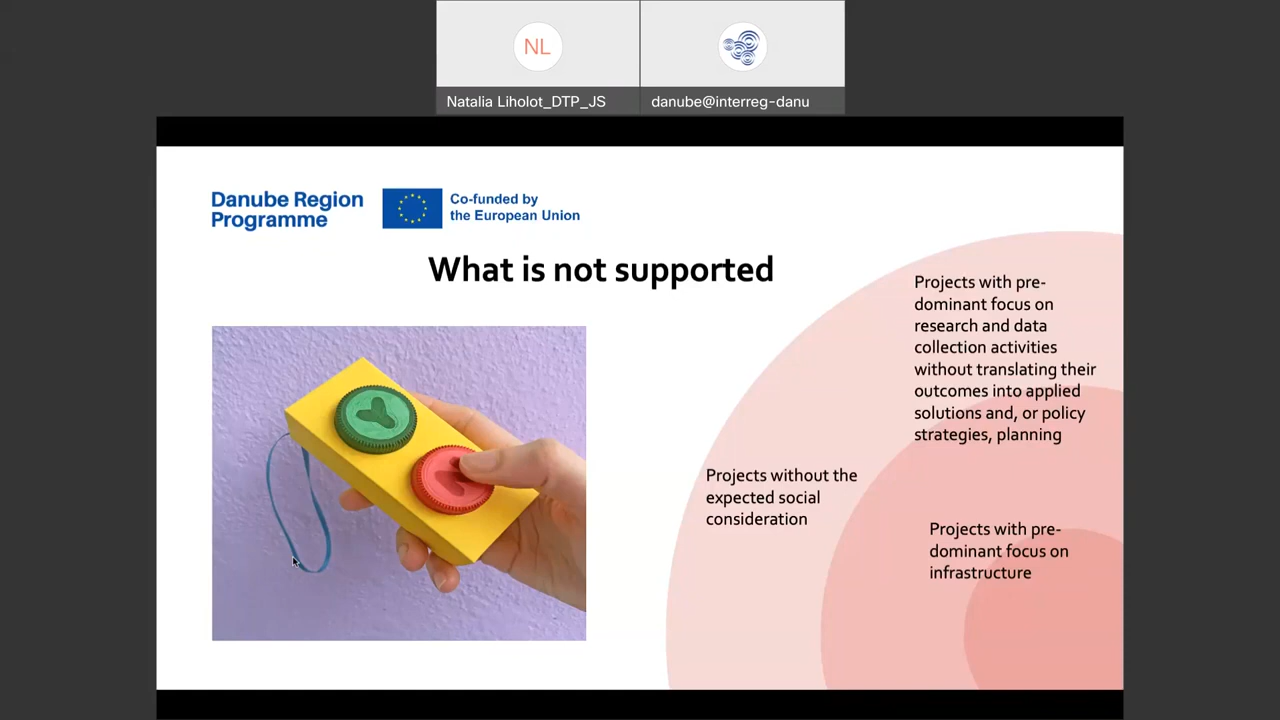 NL
Natalia Liholot_DTP_JS
danube@interreg-danu
Danube Region
Programme
Co-funded by
the European Union
What is not supported
Projects with pre-
dominant focus on
research and data
collection activities
without translating their
outcomes into applied
solutions and, or policy
strategies, planning
Projects without the
expected social
consideration
Projects with pre-
dominant focus on
infrastructure